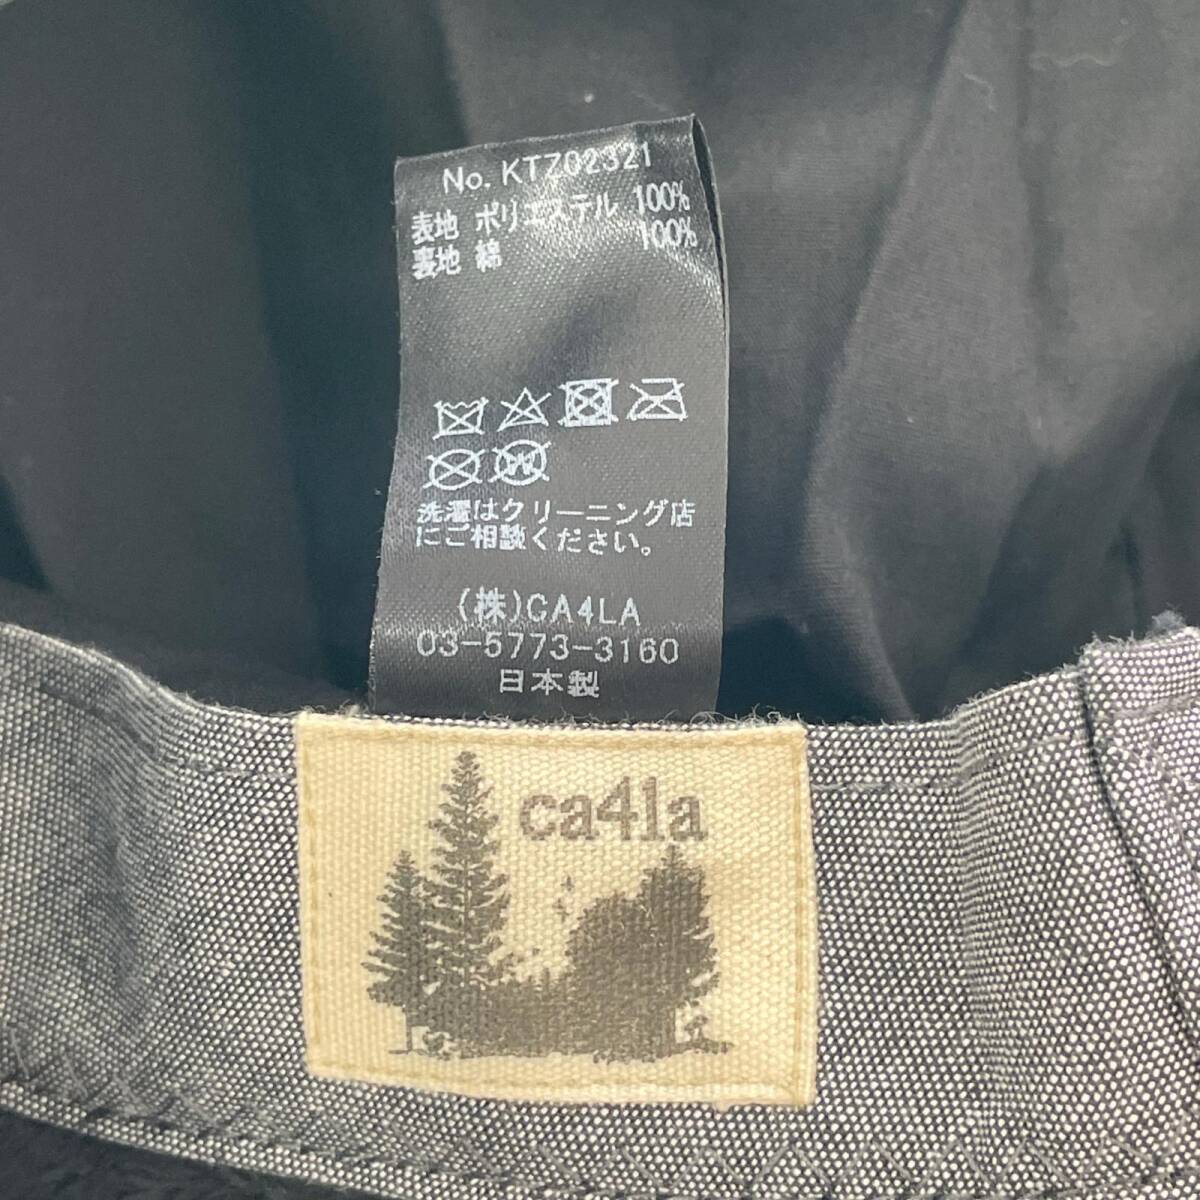 No. KTZ02321
表地 ポリエステル 100%
裏地 綿 100%
W
洗濯はクリーニング店
にご相談ください。
(株)CA4LA
03-5773-3160
日本製
ca4la